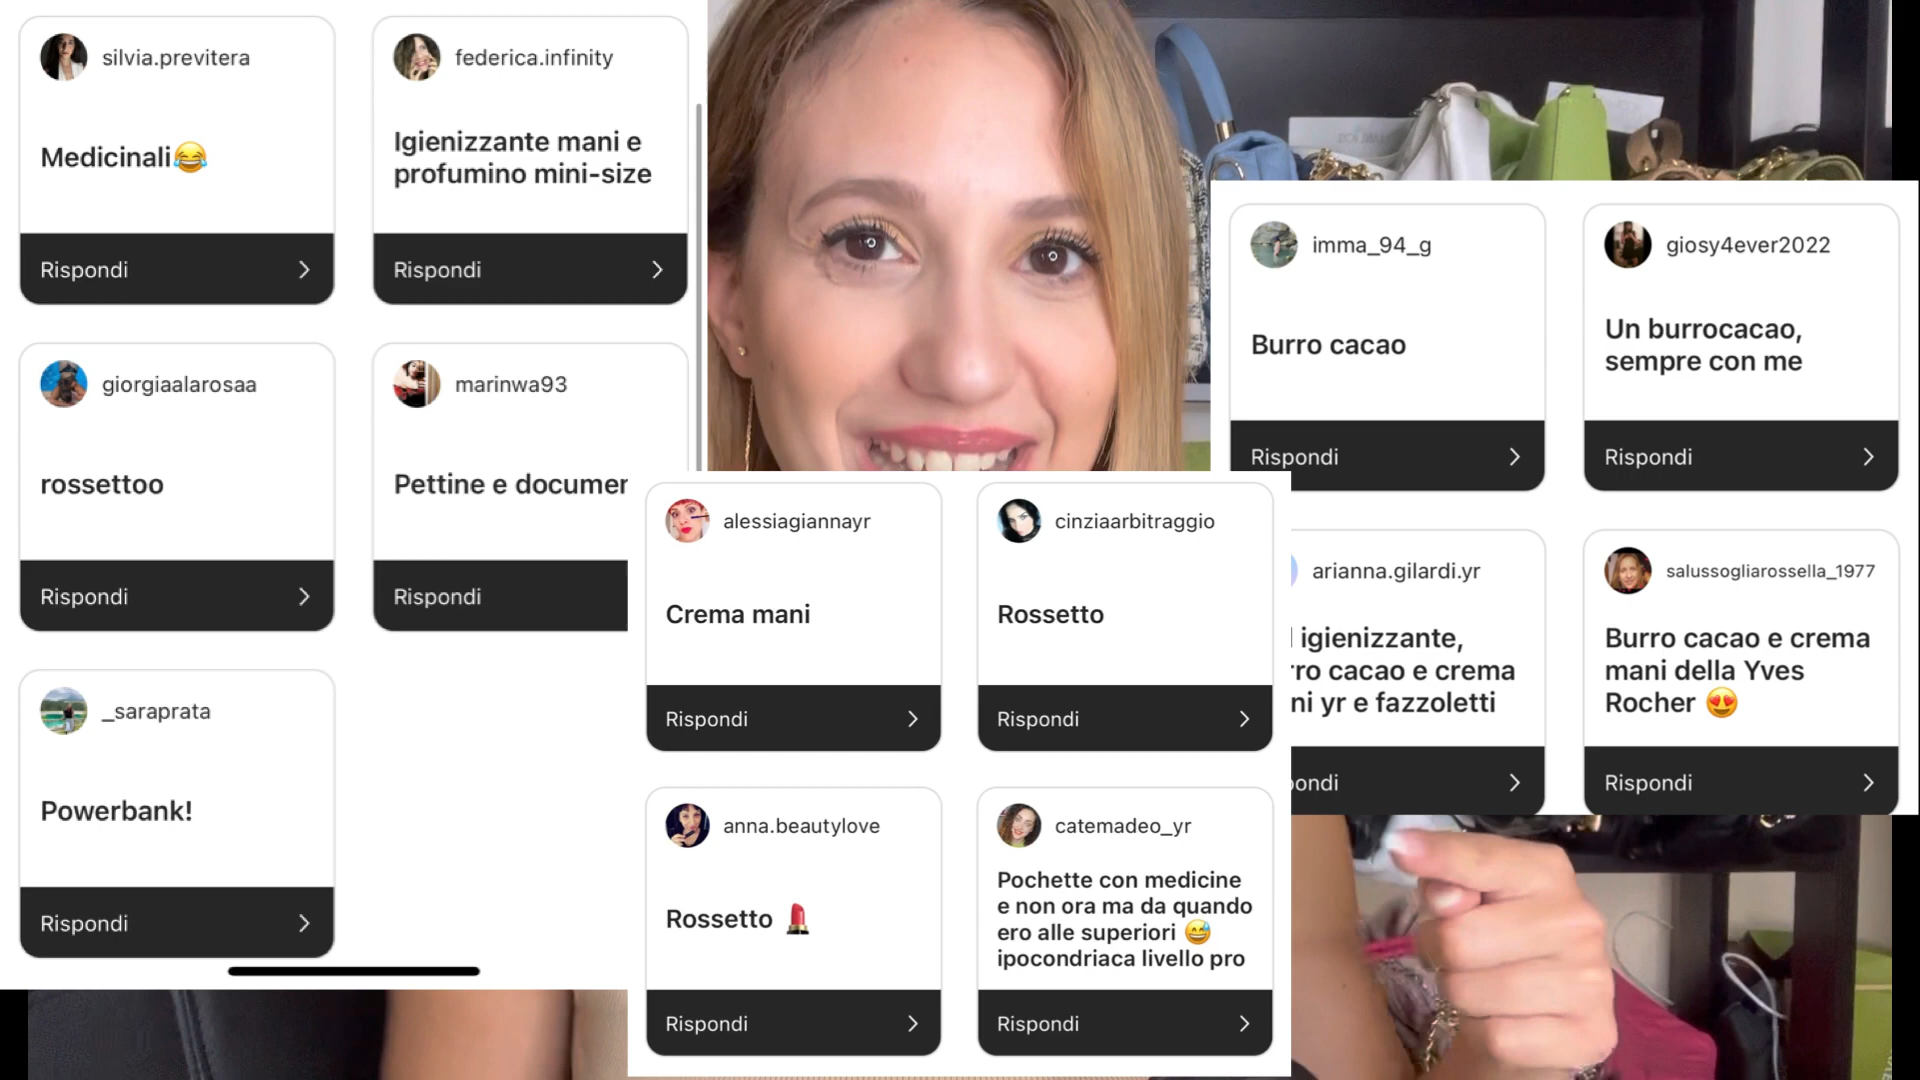 silvia.previtera
Medicinali😂
Rispondi
federica.infinity
Igienizzante mani e
profumino mini-size
Rispondi
giorgiaalarosaa
rossettoo
Rispondi
marinwa93
Pettine e
Rispondi
_saraprata
Powerbank!
Rispondi
alessiagiannayr
Crema mani
Rispondi
cinziaarbitraggio
Rossetto
Rispondi
anna.beautylove
Rossetto 💄
Rispondi
catemadeo_yr
Pochette con medicine
e non ora ma da quando
ero alle superiori 😅
ipocondriaca livello pro
Rispondi
imma_94_g
Burro cacao
Rispondi
giosy4ever2022
Un burrocacao,
sempre con me
Rispondi
arianna.gilardi.yr
igienizzante,
cacao e crema
yr e fazzoletti
salussogliarossella_1977
Burro cacao e crema
mani della Yves
Rocher 😍
Rispondi